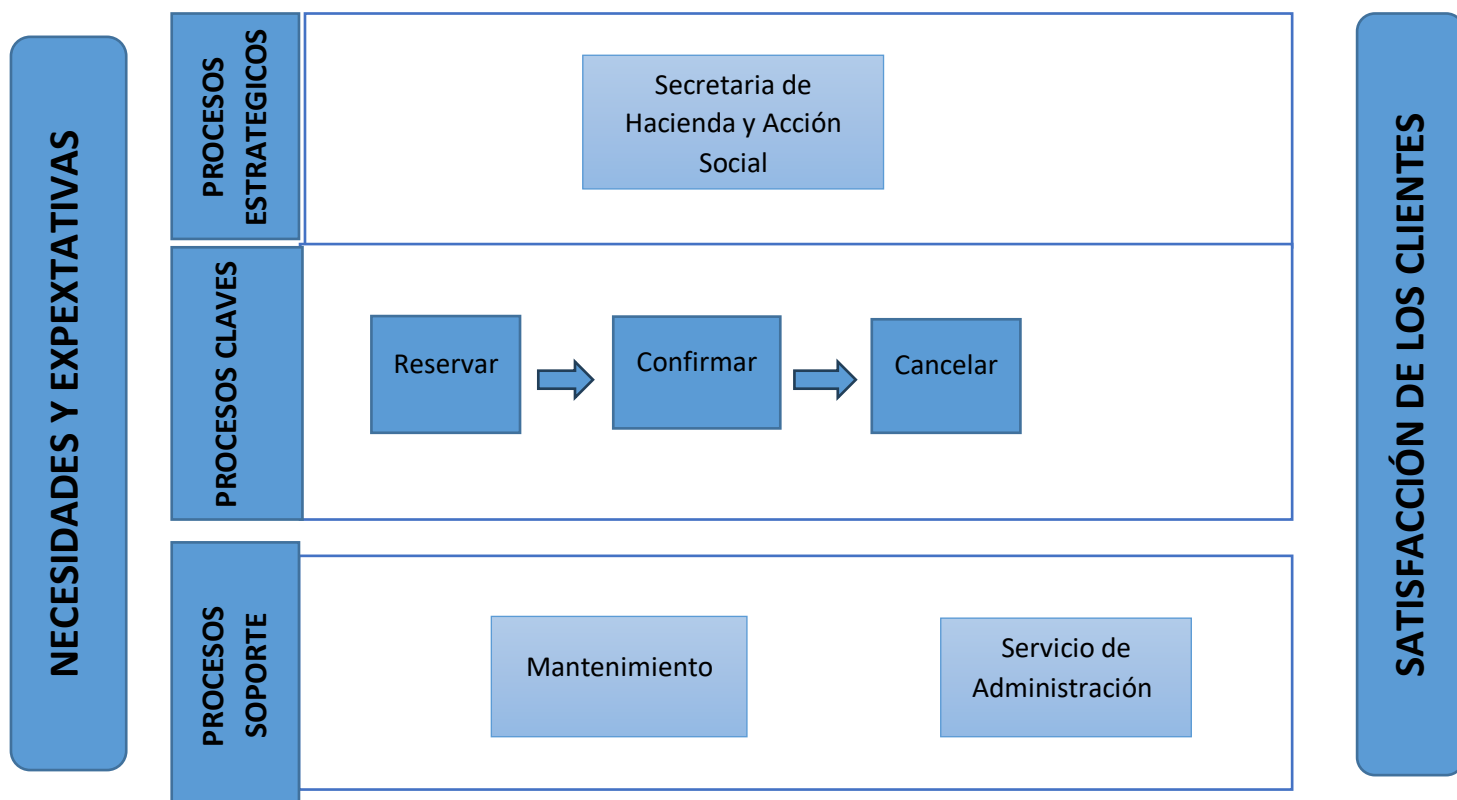 NECESIDADES Y EXPEXTATIVAS
PROCESOS
ESTRATEGICOS
Secretaria de
Hacienda y Acción
Social
PROCESOS CLAVES
Reservar
Confirmar
Cancelar
PROCESOS
SOPORTE
Mantenimiento
Servicio de
Administración
SATISFACCIÓN DE LOS CLIENTES